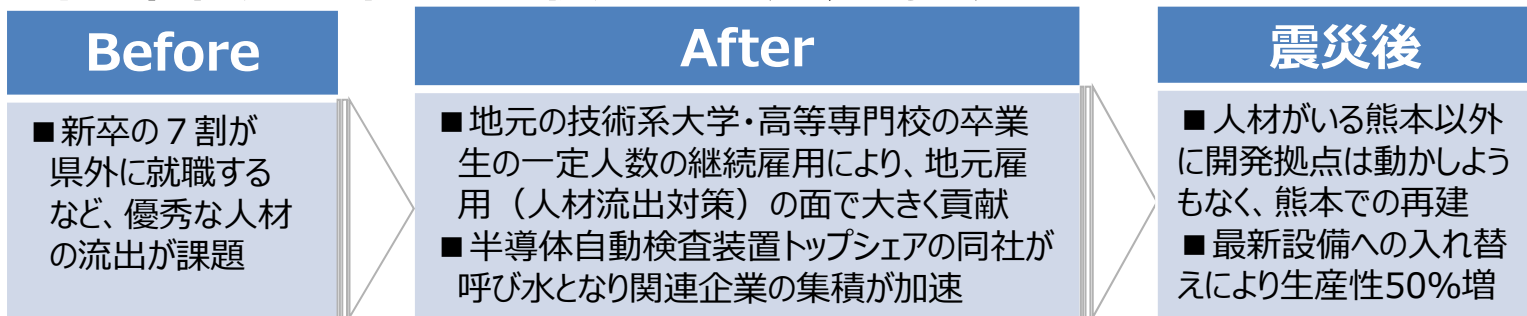 Before
■新卒の７割が
県外に就職する
など、優秀な人材
の流出が課題
After
■地元の技術系大学・高等専門校の卒業
生の一定人数の継続雇用により、地元雇
用（人材流出対策）の面で大きく貢献
■半導体自動検査装置トップシェアの同社が
呼び水となり関連企業の集積が加速
震災後
■人材がいる熊本以外
に開発拠点は動かしよう
もなく、熊本での再建
■最新設備への入れ替
えにより生産性50%増